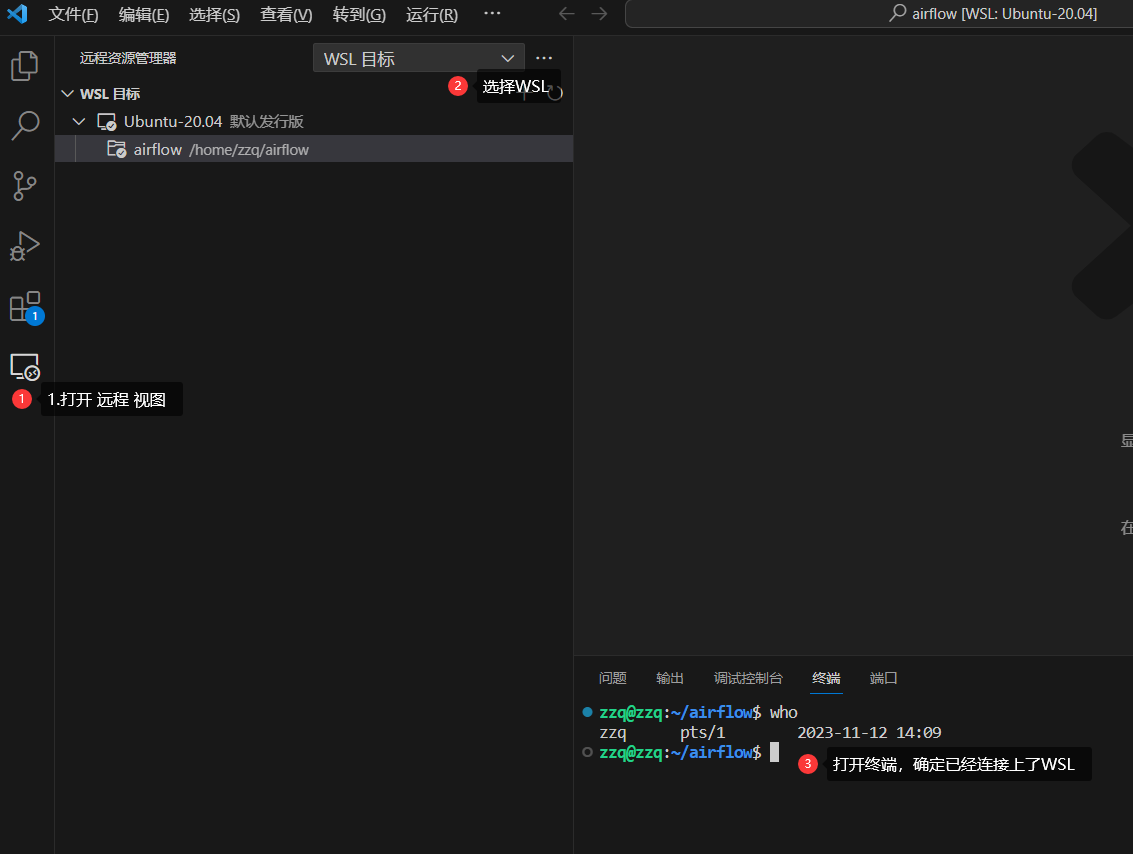 文件(F) 编辑(E) 选择(S) 查看(V) 转到(G) 运行(R) ···
airflow [WSL: Ubuntu-20.04]
远程资源管理器
WSL 目标
2
选择WSL
WSL 目标
Ubuntu-20.04 默认发行版
airflow /home/zzq/airflow
1
1
1.打开 远程 视图
显
在
问题 输出 调试控制台 终端 端口
zzq@zzq:~/airflow$ who
zzq pts/1 2023-11-12 14:09
zzq@zzq:~/airflow$
3
打开终端，确定已经连接上了WSL